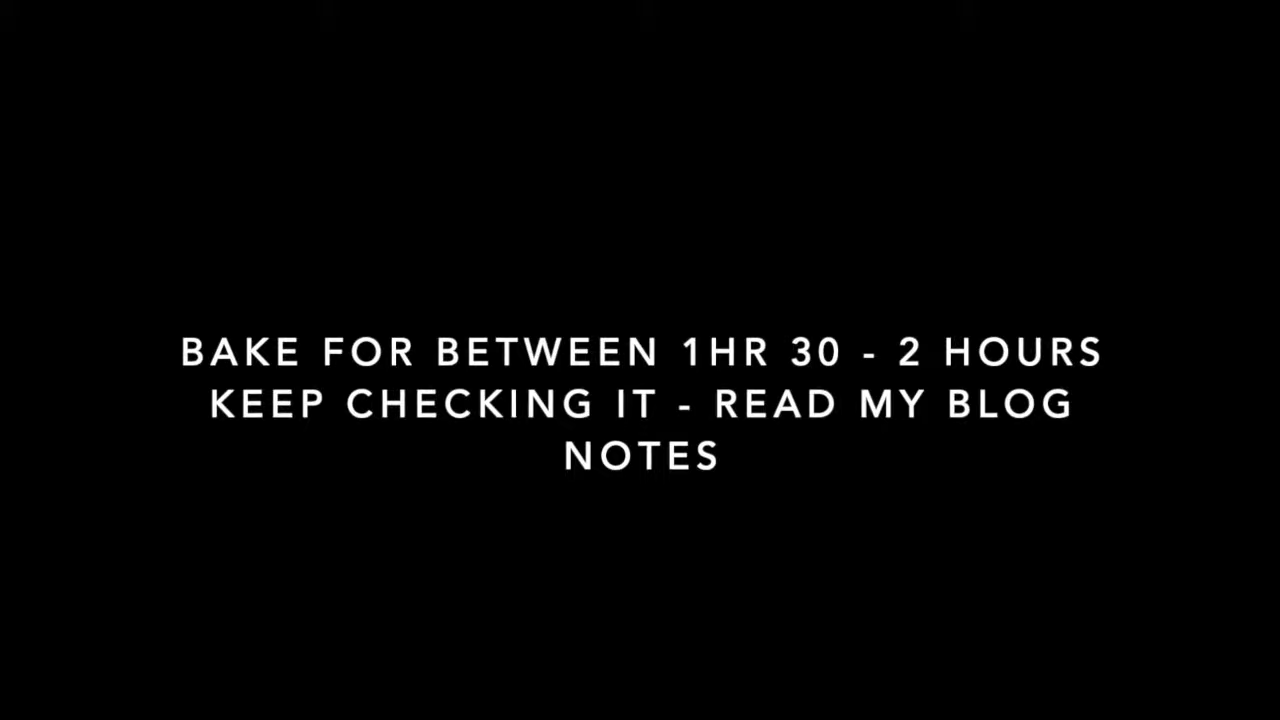 BAKE FOR BETWEEN 1HR 30 - 2 HOURS
KEEP CHECKING IT - READ MY BLOG
NOTES